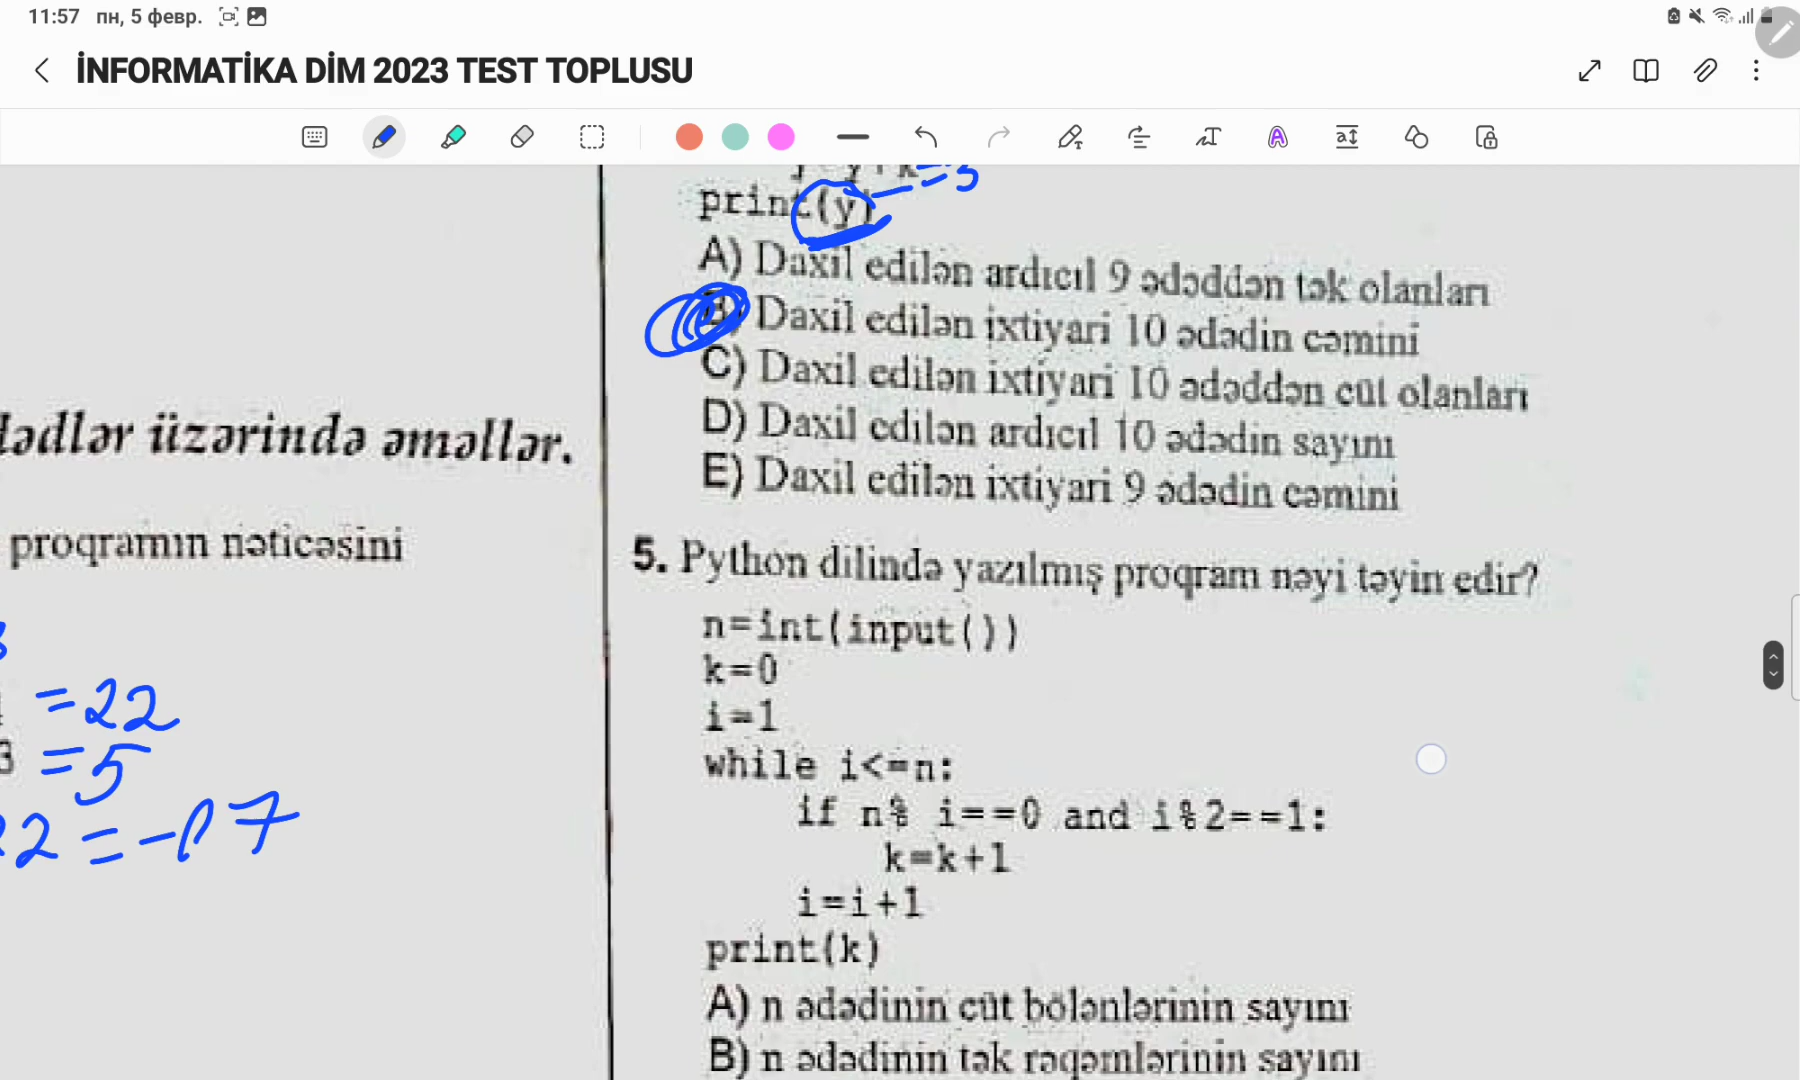 11:57 пн, 5 февр.
İNFORMATİKA DİM 2023 TEST TOPLUSU
= 5
print(y)
A) Daxil edilən ardıcıl 9 ədəddən tək olanları
B) Daxil edilən ixtiyari 10 ədədin cəmini
C) Daxil edilən ixtiyari 10 ədəddən cüt olanları
D) Daxil edilən ardıcıl 10 ədədin sayını
E) Daxil edilən ixtiyari 9 ədədin cəmini
ədlər üzərində əməllər.
proqramın nəticəsini
= 22
3 = 5
22 = -17
5. Python dilində yazılmış proqram nəyi təyin edir?
n=int(input())
k=0
i=1
while i<=n:
if n% i==0 and i%2==1:
k=k+1
i=i+1
print(k)
A) n ədədinin cüt bölənlərinin sayını
B) n ədədinin tək rəqəmlərinin sayını